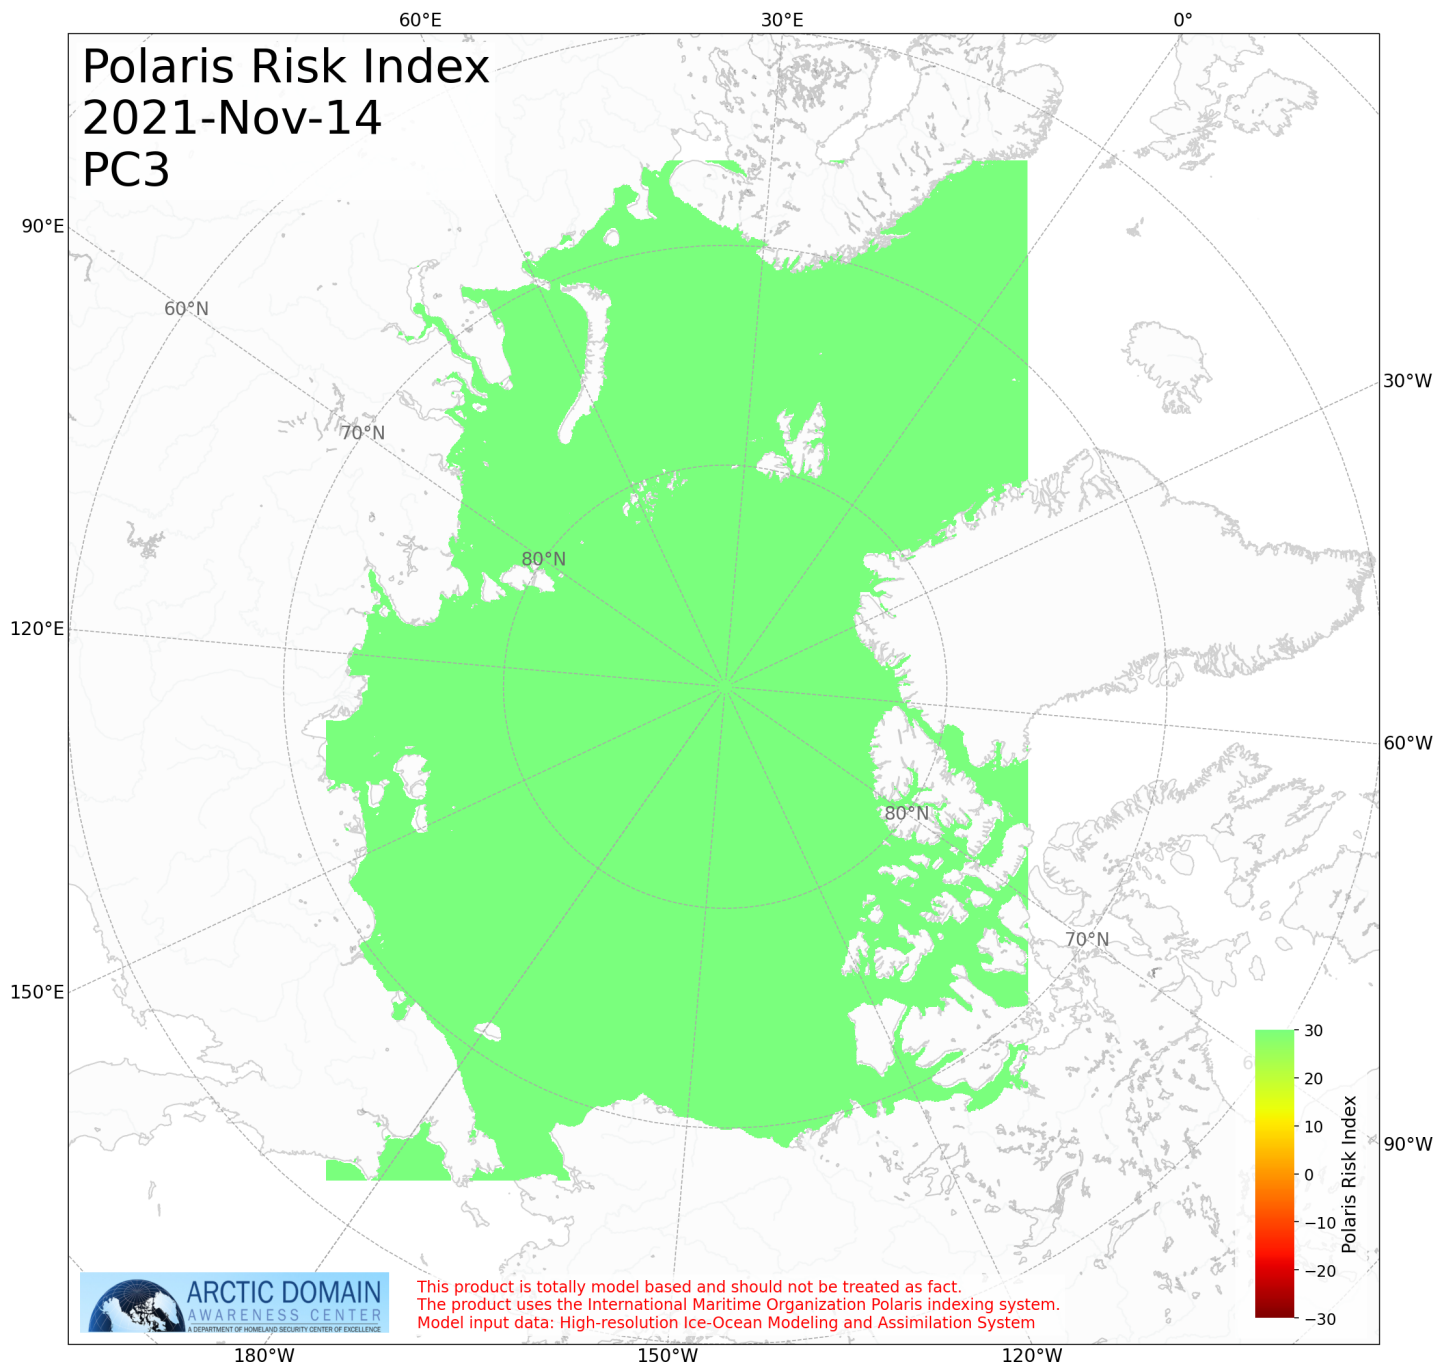 60°E 30°E 0°
Polaris Risk Index
2021-Nov-14
PC3
90°E
60°N
30°W
70°N
80°N
120°E
60°W
80°N
70°N
150°E
30
20
10
0
−10
−20
−30
Polaris Risk Index
90°W
ARCTIC DOMAIN
AWARENESS CENTER
A DEPARTMENT OF HOMELAND SECURITY CENTER OF EXCELLENCE
This product is totally model based and should not be treated as fact.
The product uses the International Maritime Organization Polaris indexing system.
Model input data: High-resolution Ice-Ocean Modeling and Assimilation System
180°W 150°W 120°W